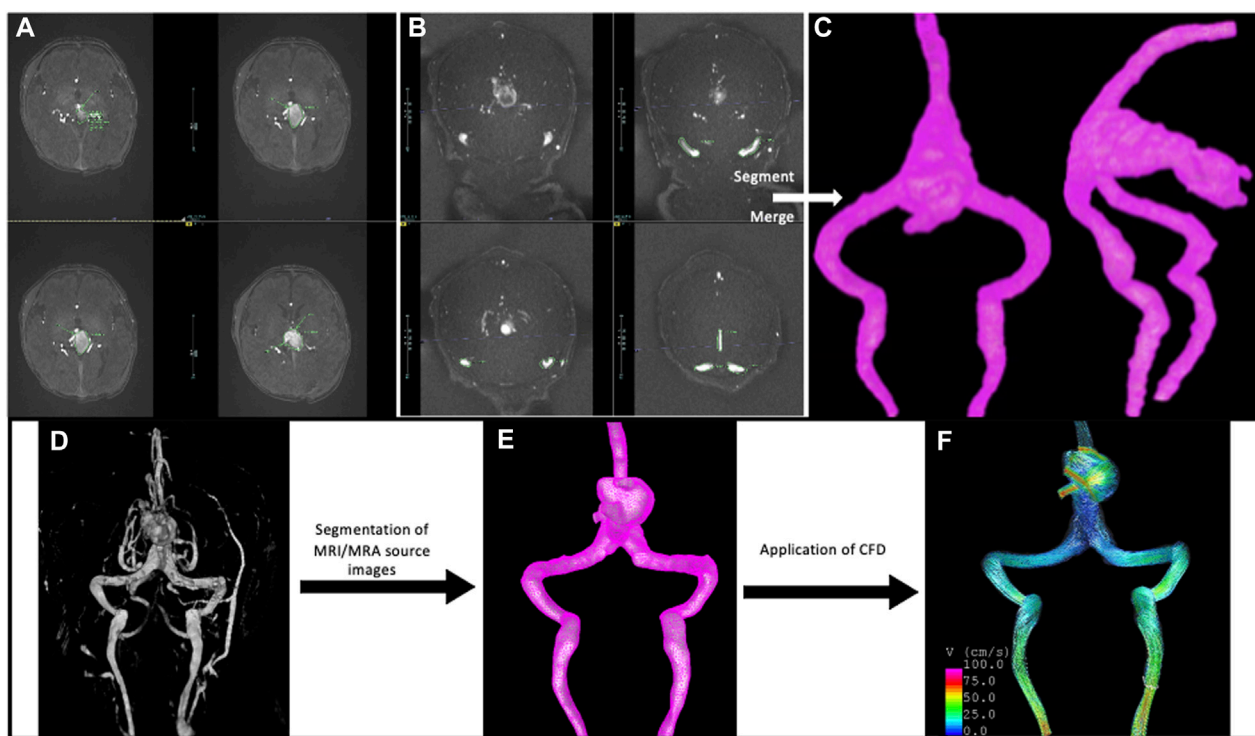 A
B
C
Segment
Merge
D
E
F
Segmentation of
MRI/MRA source
images
Application of CFD
V (cm/s)
100.0
75.0
50.0
25.0
0.0